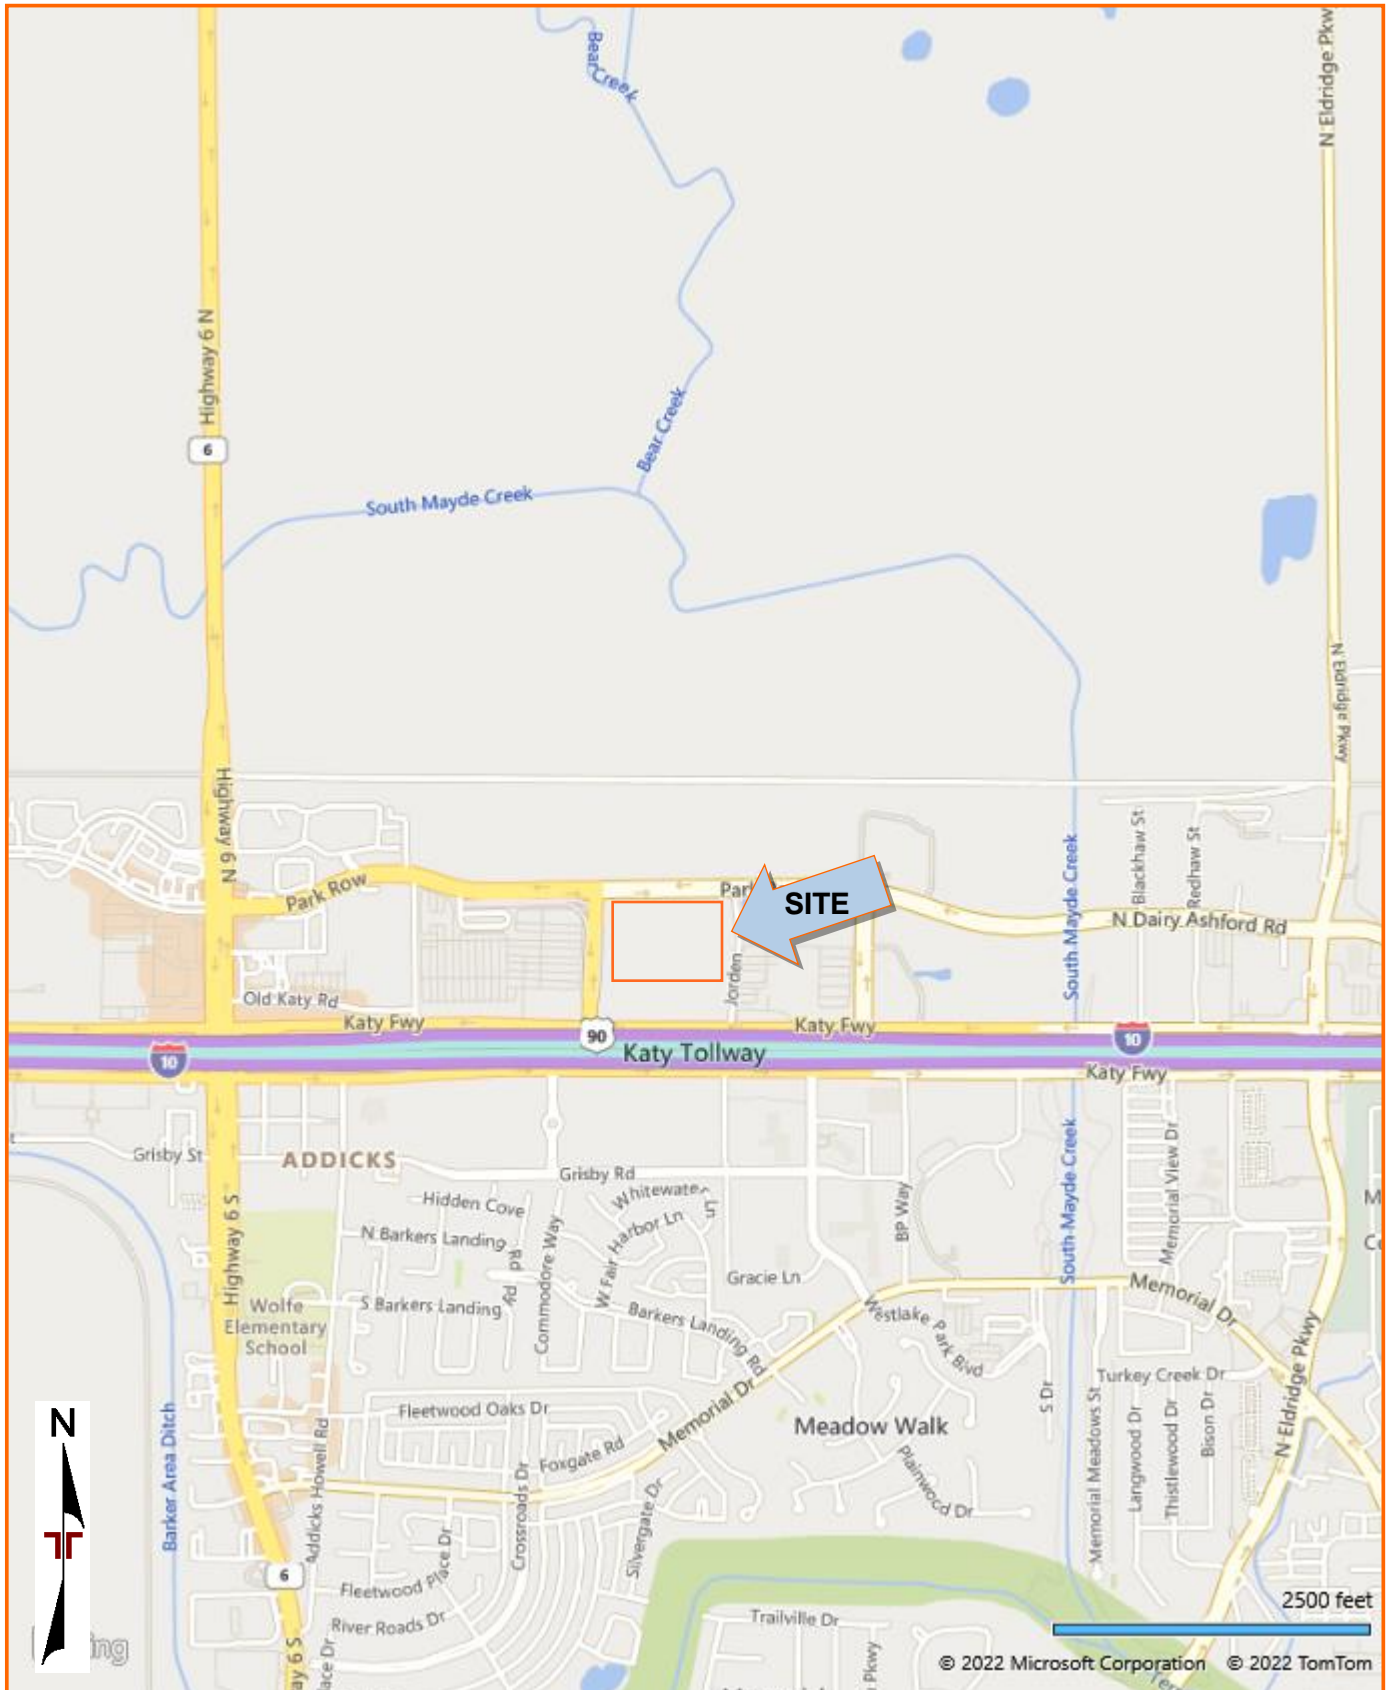 Bear Creek
N Eldridge Pkw
Highway 6 N
Bear Creek
6
South Mayde Creek
N Eldridge Pkwy
Highway 6 N
Blackhaw St
Redhaw St
South Mayde Creek
Park Row
SITE
N Dairy Ashford Rd
Jorden
Old Katy Rd
Katy Fwy
90
Katy Fwy
10
Katy Tollway
10
Katy Fwy
Grisby St
ADDICKS
Grisby Rd
Hidden Cove
Whitewater Ln
South Mayde Creek
Memorial View Dr
Highway 6 S
N Barkers Landing Rd
Py
Commodore Way
W Fair Harbor Ln
BP Way
Gracie Ln
Wolfe
Elementary
School
S Barkers Landing
Barkers Landing Rd
Westlake Park Blvd
Memorial Dr
N Eldridge Pkwy
Turkey Creek Dr
Fleetwood Oaks Dr
Memorial Dr
Meadow Walk
S Dr
Memorial Meadows St
Langwood Dr
Thistlewood Dr
Bison Dr
N
Barker Area Ditch
Addicks Howell Rd
Foxgate Rd
Crossroads Dr
Silvergate Dr
Plainwood Dr
6
Fleetwood Place Dr
River Roads Dr
Trailville Dr
2500 feet
ing
ay 6 S
ace Dr
Pkwy
© 2022 Microsoft Corporation © 2022 TomTom